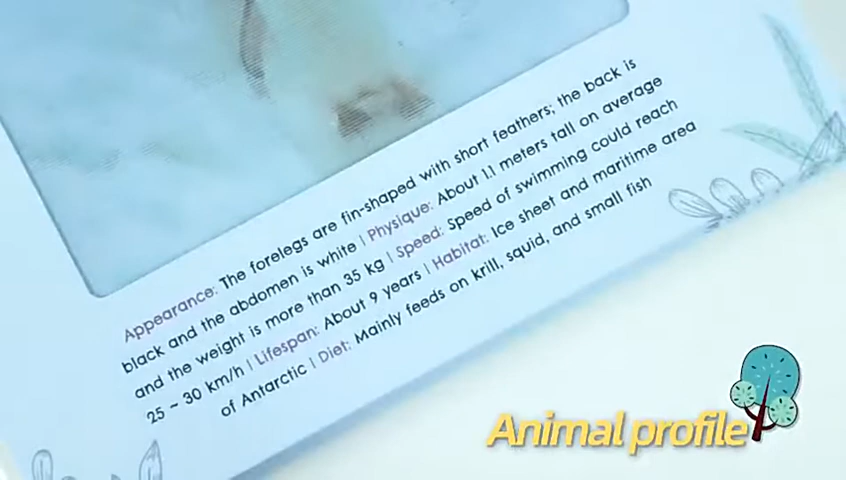 Appearance: The forelegs are fin-shaped with short feathers; the back is
black and the abdomen is white | Physique: About 1.1 meters tall on average
and the weight is more than 35 kg | Speed: Speed of swimming could reach
25 ~ 30 km/h | Lifespan: About 9 years | Habitat: Ice sheet and maritime area
of Antarctic | Diet: Mainly feeds on krill, squid, and small fish
Animal profile